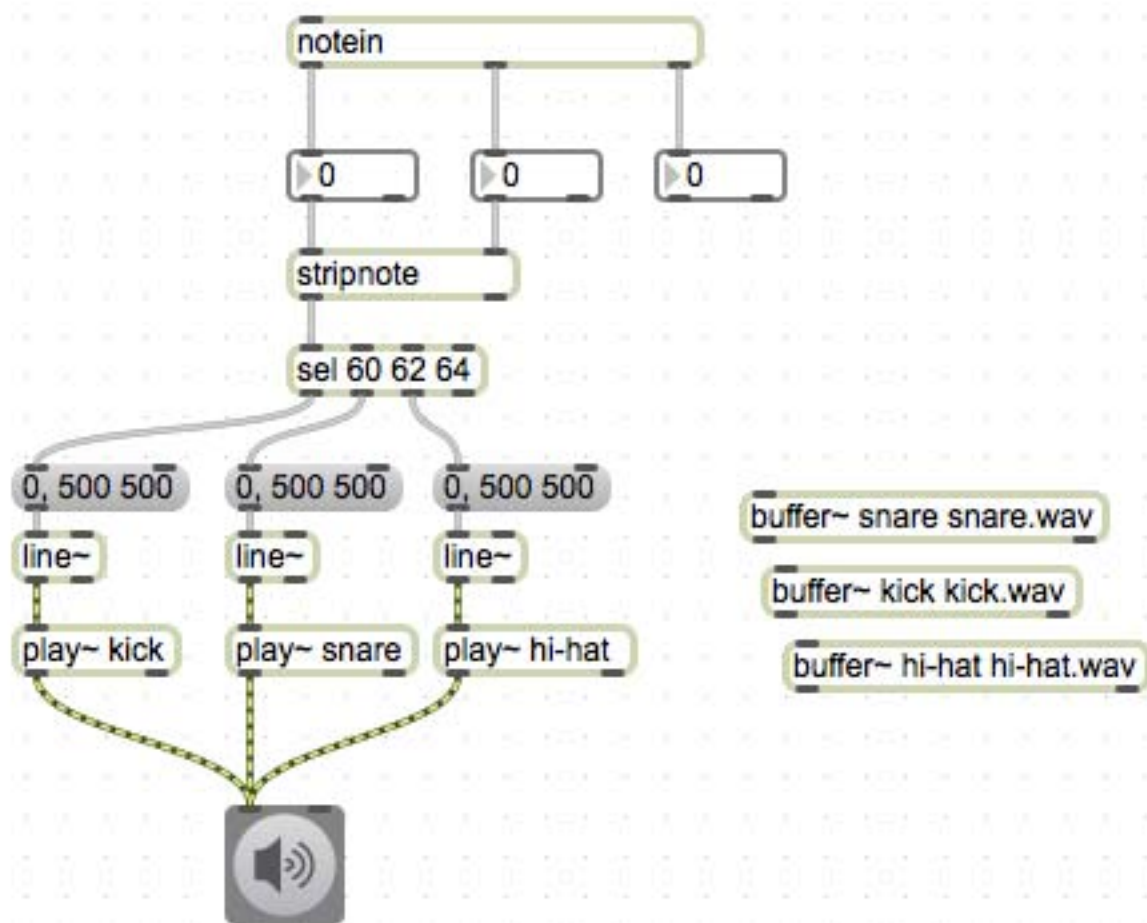 notein
0
0
0
stripnote
sel 60 62 64
0, 500 500
0, 500 500
0, 500 500
line~
line~
line~
play~ kick
play~ snare
play~ hi-hat
buffer~ snare snare.wav
buffer~ kick kick.wav
buffer~ hi-hat hi-hat.wav